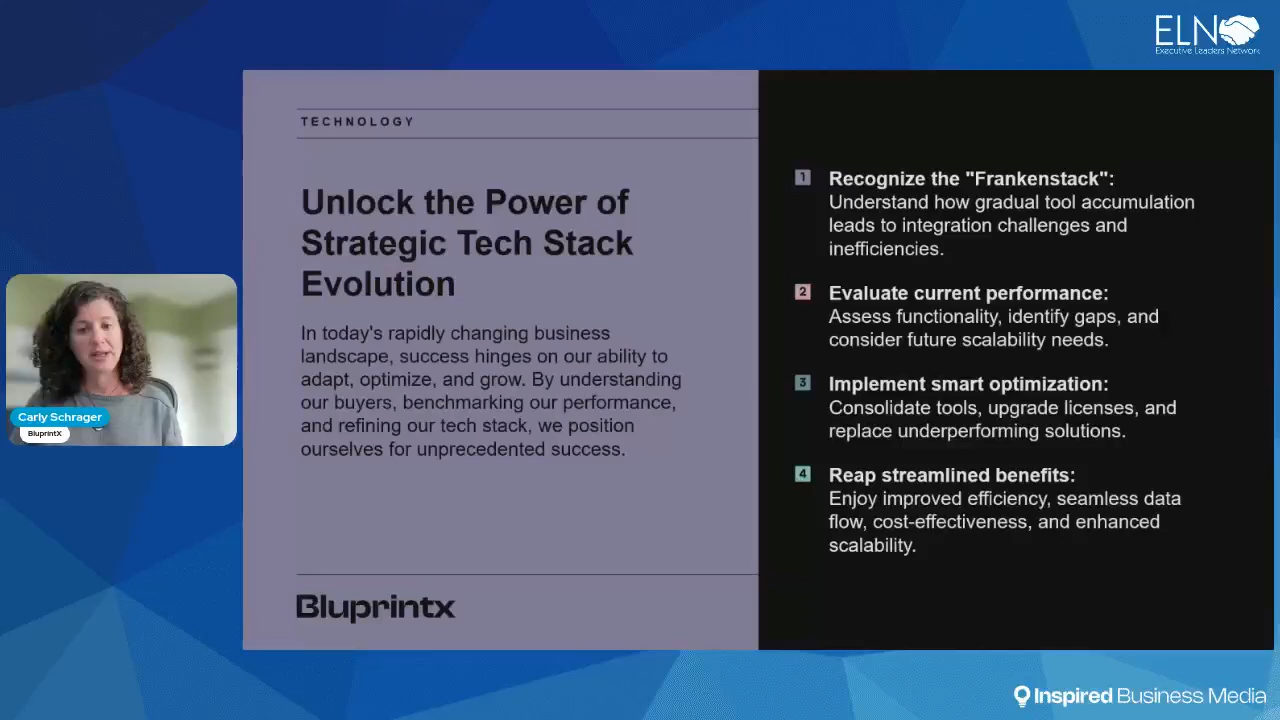 ELN
Executive Leaders Network
TECHNOLOGY
Unlock the Power of
Strategic Tech Stack
Evolution
In today's rapidly changing business
landscape, success hinges on our ability to
adapt, optimize, and grow. By understanding
our buyers, benchmarking our performance,
and refining our tech stack, we position
ourselves for unprecedented success.
Bluprintx
1 Recognize the "Frankenstack":
Understand how gradual tool accumulation
leads to integration challenges and
inefficiencies.
2 Evaluate current performance:
Assess functionality, identify gaps, and
consider future scalability needs.
3 Implement smart optimization:
Consolidate tools, upgrade licenses, and
replace underperforming solutions.
4 Reap streamlined benefits:
Enjoy improved efficiency, seamless data
flow, cost-effectiveness, and enhanced
scalability.
Carly Schrager
BluprintX
Inspired Business Media